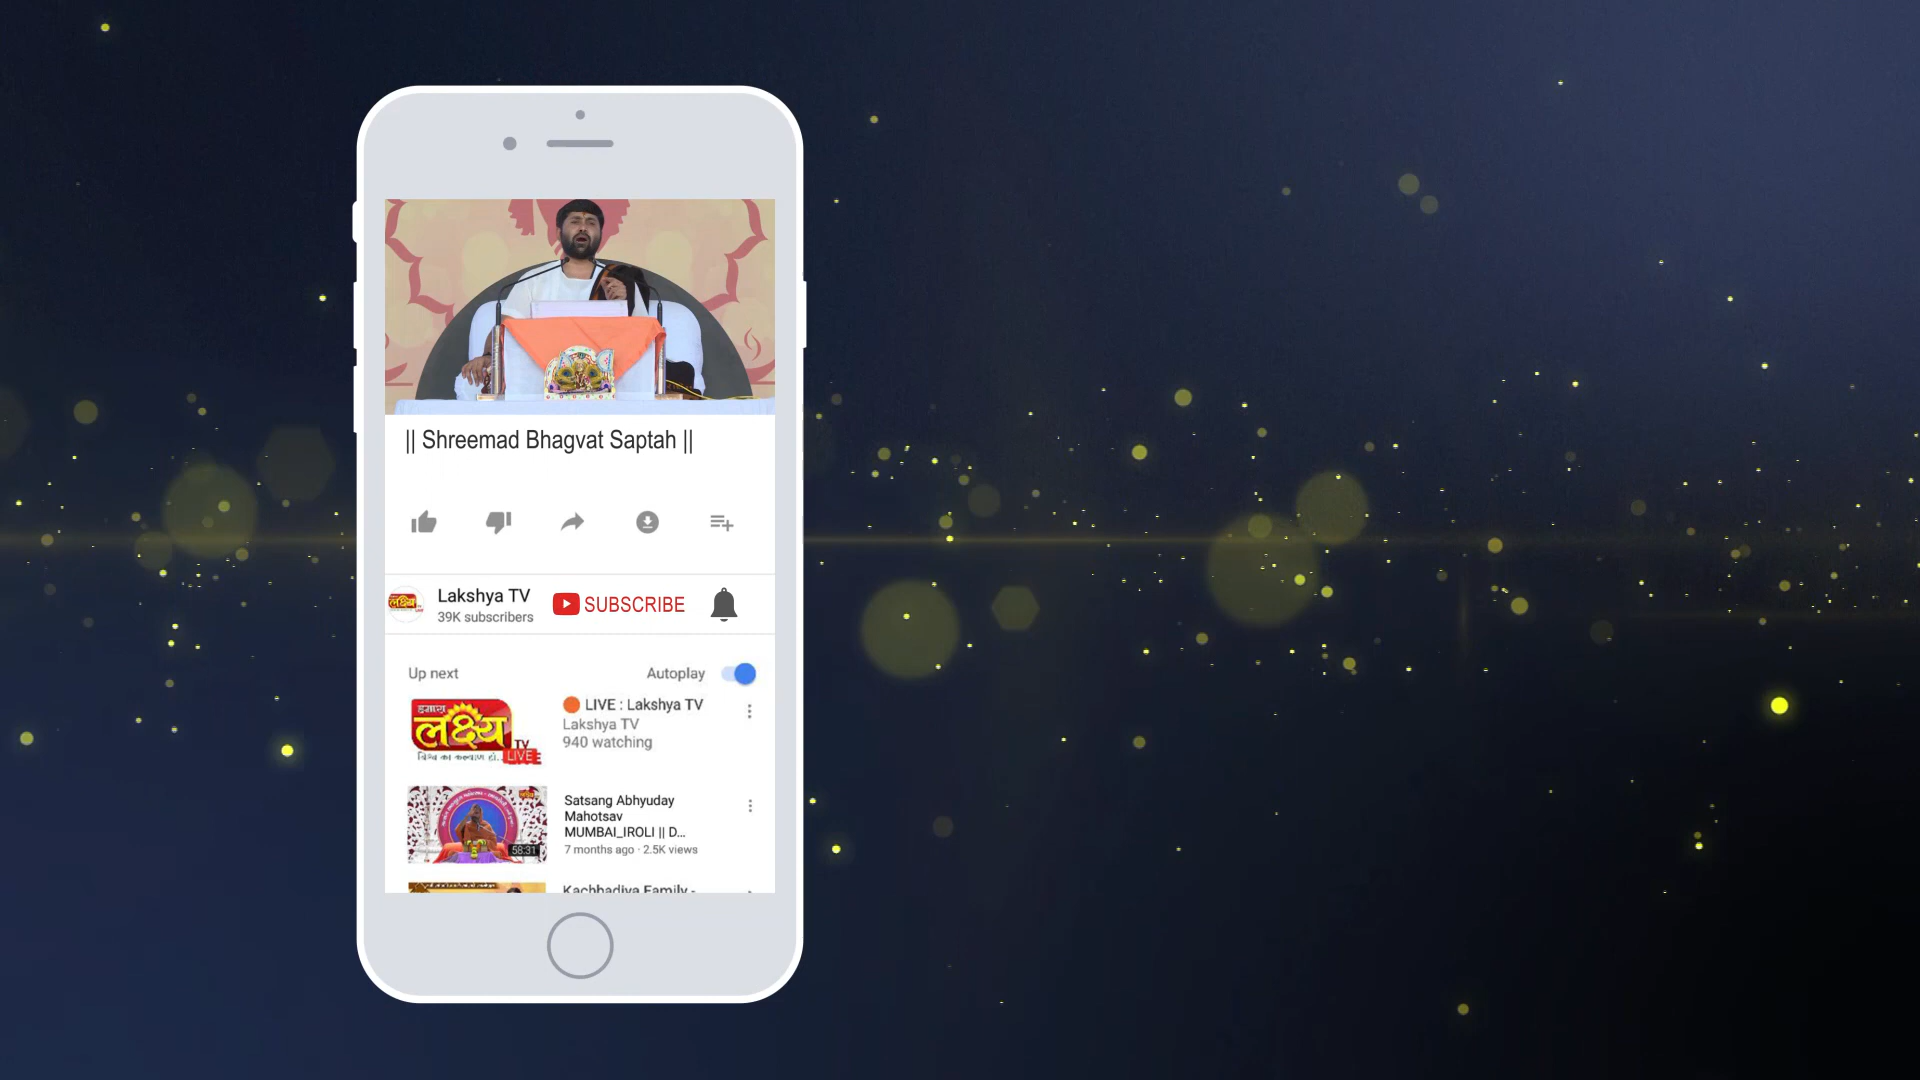 || Shreemad Bhagvat Saptah ||
Lakshya TV
39K subscribers
SUBSCRIBE
Up next
Autoplay
हमारा
लक्ष्य
TV
LIVE
विश्व का कल्याण हो..
LIVE : Lakshya TV
Lakshya TV
940 watching
58:31
Satsang Abhyuday
Mahotsav
MUMBAI_IROLI || D...
7 months ago · 2.5K views
Kachhadiya Family -